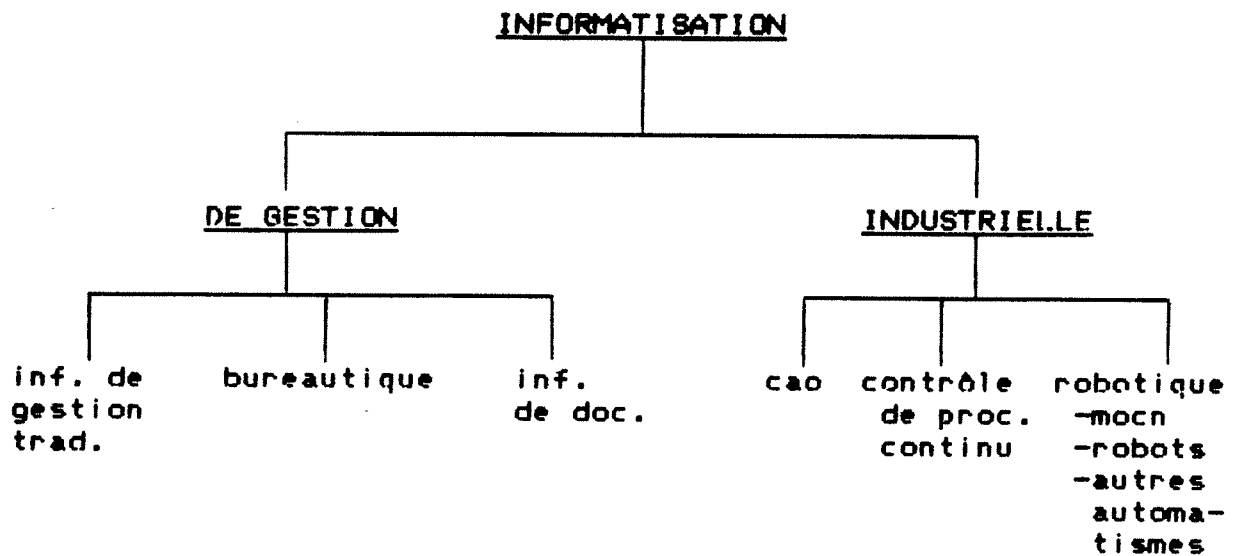 INFORMATISATION
DE GESTION
INDUSTRIELLE
inf. de
gestion
trad.
bureautique
inf.
de doc.
cao
contrôle
de proc.
continu
robotique
-mocn
-robots
-autres
automa-
tismes